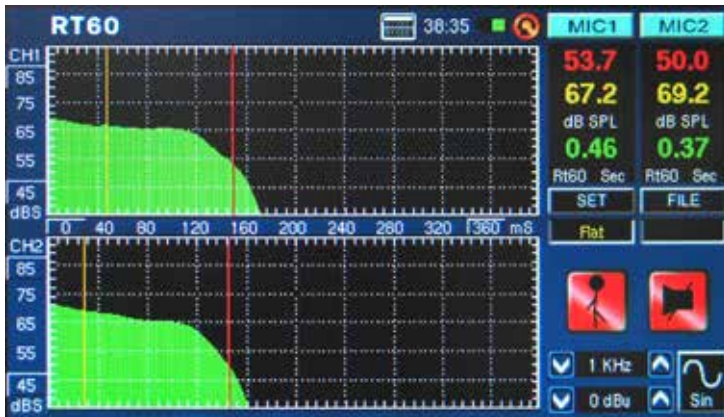 RT60 38:35 MIC1 MIC2
CH1
85
75
65
55
45
dBS
53.7 50.0
67.2 69.2
dB SPL dB SPL
0.46 0.37
Rt60 Sec Rt60 Sec
SET FILE
Flat
0 40 80 120 160 200 240 280 320 360 mS
CH2
85
75
65
55
45
dBS
1 KHz
0 dBu
Sin